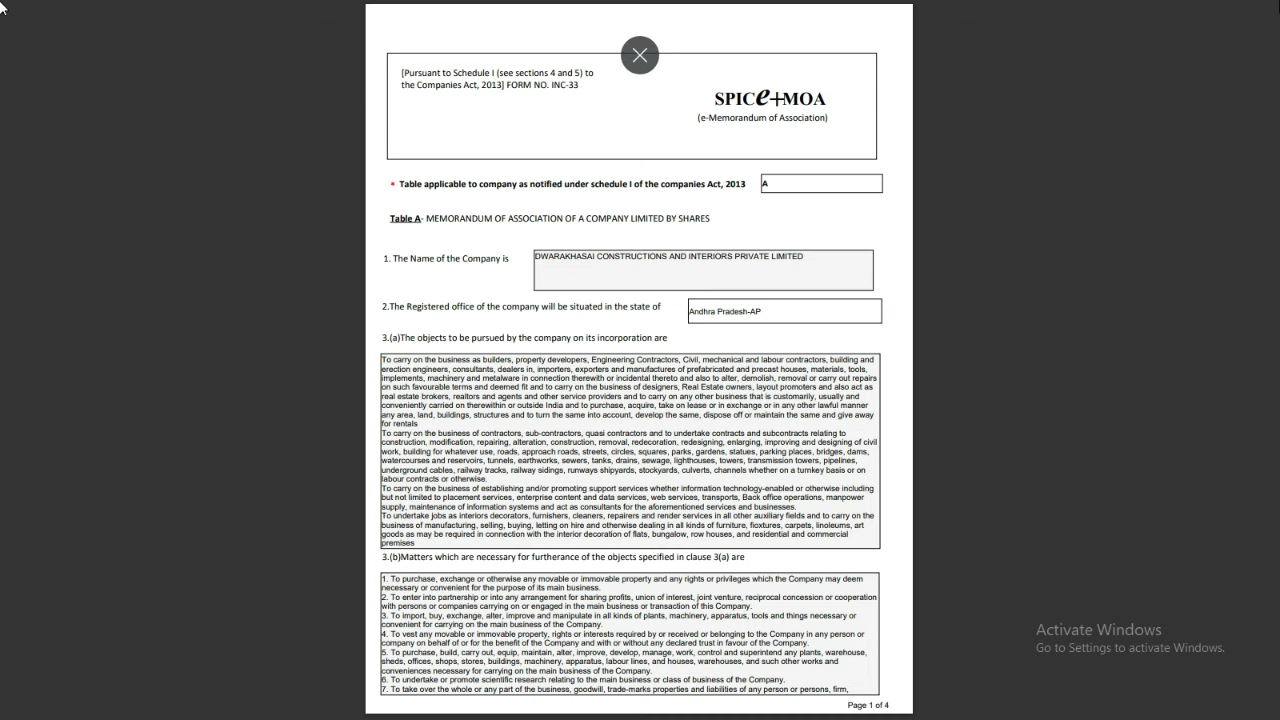 [Pursuant to Schedule I (see sections 4 and 5) to
the Companies Act, 2013] FORM NO. INC-33
SPICe+MOA
(e-Memorandum of Association)
* Table applicable to company as notified under schedule I of the companies Act, 2013
A
Table A- MEMORANDUM OF ASSOCIATION OF A COMPANY LIMITED BY SHARES
1. The Name of the Company is
DWARAKHASAI CONSTRUCTIONS AND INTERIORS PRIVATE LIMITED
2.The Registered office of the company will be situated in the state of
Andhra Pradesh-AP
3.(a)The objects to be pursued by the company on its incorporation are
To carry on the business as builders, property developers, Engineering Contractors, Civil, mechanical and labour contractors, building and
erection engineers, consultants, dealers in, importers, exporters and manufactures of prefabricated and precast houses, materials, tools,
implements, machinery and metalware in connection therewith or incidental thereto and also to alter, demolish, removal or carry out repairs
on such favourable terms and deemed fit and to carry on the business of designers, Real Estate owners, layout promoters and also act as
real estate brokers, realtors and agents and other service providers and to carry on any other business that is customarily, usually and
conveniently carried on therewithin or outside India and to purchase, acquire, take on lease or in exchange or in any other lawful manner
any area, land, buildings, structures and to turn the same into account, develop the same, dispose off or maintain the same and give away
for rentals
To carry on the business of contractors, sub-contractors, quasi contractors and to undertake contracts and subcontracts relating to
construction, modification, repairing, alteration, construction, removal, redecoration, redesigning, enlarging, improving and designing of civil
work, building for whatever use, roads, approach roads, streets, circles, squares, parks, gardens, statues, parking places, bridges, dams,
watercourses and reservoirs, tunnels, earthworks, sewers, tanks, drains, sewage, lighthouses, towers, transmission towers, pipelines,
underground cables, railway tracks, railway sidings, runways shipyards, stockyards, culverts, channels whether on a turnkey basis or on
labour contracts or otherwise.
To carry on the business of establishing and/or promoting support services whether information technology-enabled or otherwise including
but not limited to placement services, enterprise content and data services, web services, transports, Back office operations, manpower
supply, maintenance of information systems and act as consultants for the aforementioned services and businesses.
To undertake jobs as interiors decorators, furnishers, cleaners, repairers and render services in all other auxiliary fields and to carry on the
business of manufacturing, selling, buying, letting on hire and otherwise dealing in all kinds of furniture, fioxtures, carpets, linoleums, art
goods as may be required in connection with the interior decoration of flats, bungalow, row houses, and residential and commercial
premises
3.(b)Matters which are necessary for furtherance of the objects specified in clause 3(a) are
1. To purchase, exchange or otherwise any movable or immovable property and any rights or privileges which the Company may deem
necessary or convenient for the purpose of its main business.
2. To enter into partnership or into any arrangement for sharing profits, union of interest, joint venture, reciprocal concession or cooperation
with persons or companies carrying on or engaged in the main business or transaction of this Company.
3. To import, buy, exchange, alter, improve and manipulate in all kinds of plants, machinery, apparatus, tools and things necessary or
convenient for carrying on the main business of the Company.
4. To vest any movable or immovable property, rights or interests required by or received or belonging to the Company in any person or
company on behalf of or for the benefit of the Company and with or without any declared trust in favour of the Company.
5. To purchase, build, carry out, equip, maintain, alter, improve, develop, manage, work, control and superintend any plants, warehouse,
sheds, offices, shops, stores, buildings, machinery, apparatus, labour lines, and houses, warehouses, and such other works and
conveniences necessary for carrying on the main business of the Company.
6. To undertake or promote scientific research relating to the main business or class of business of the Company.
7. To take over the whole or any part of the business, goodwill, trade-marks properties and liabilities of any person or persons, firm,
Page 1 of 4
Activate Windows
Go to Settings to activate Windows.